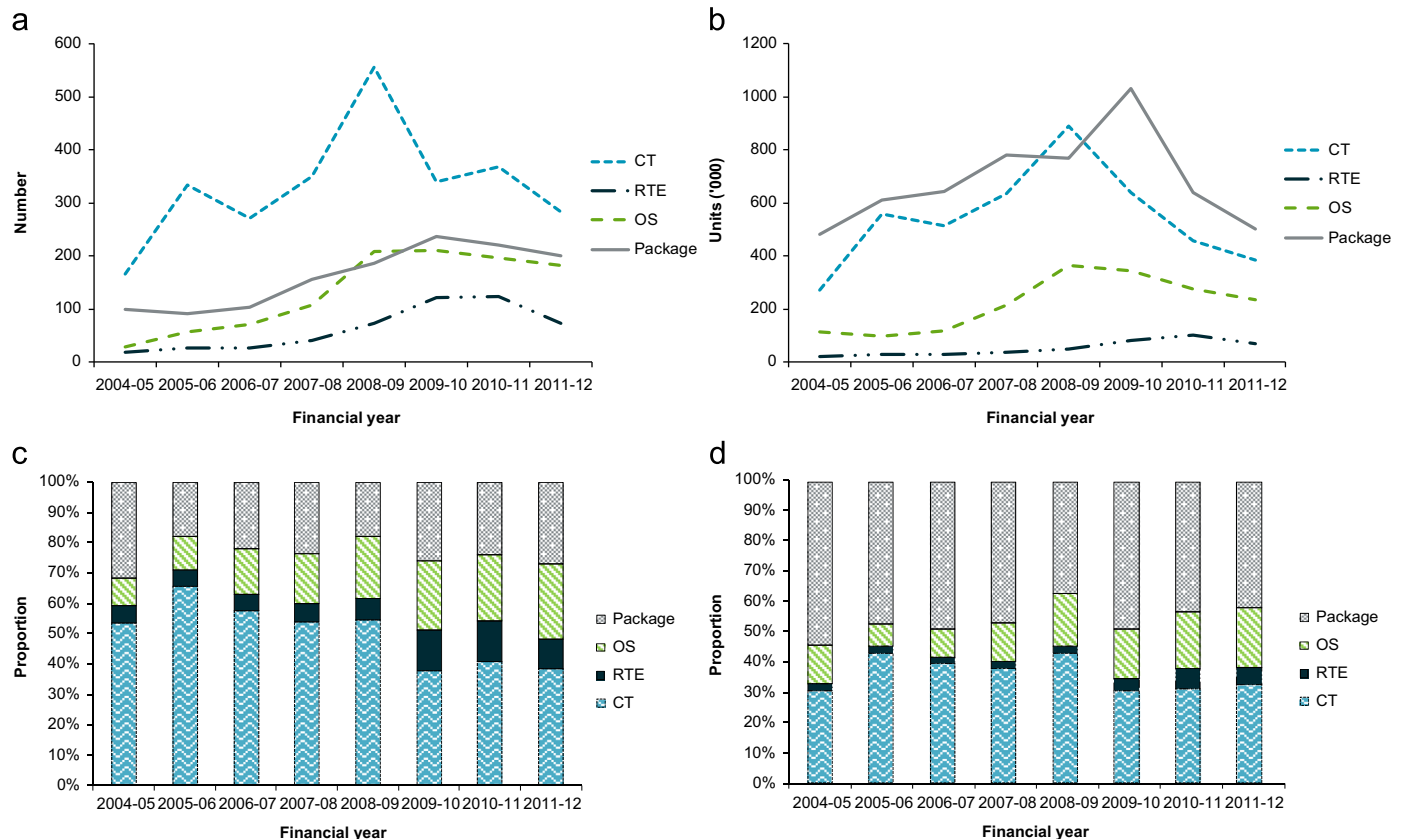 a
600
500
400
300
200
100
0
Number
2004-05 2005-06 2006-07 2007-08 2008-09 2009-10 2010-11 2011-12
Financial year
CT
RTE
OS
Package
b
1200
1000
800
600
400
200
0
Units ('000)
2004-05 2005-06 2006-07 2007-08 2008-09 2009-10 2010-11 2011-12
Financial year
CT
RTE
OS
Package
c
100%
90%
80%
70%
60%
50%
40%
30%
20%
10%
0%
Proportion
2004-05 2005-06 2006-07 2007-08 2008-09 2009-10 2010-11 2011-12
Financial year
Package
OS
RTE
CT
d
100%
90%
80%
70%
60%
50%
40%
30%
20%
10%
0%
Proportion
2004-05 2005-06 2006-07 2007-08 2008-09 2009-10 2010-11 2011-12
Financial year
Package
OS
RTE
CT